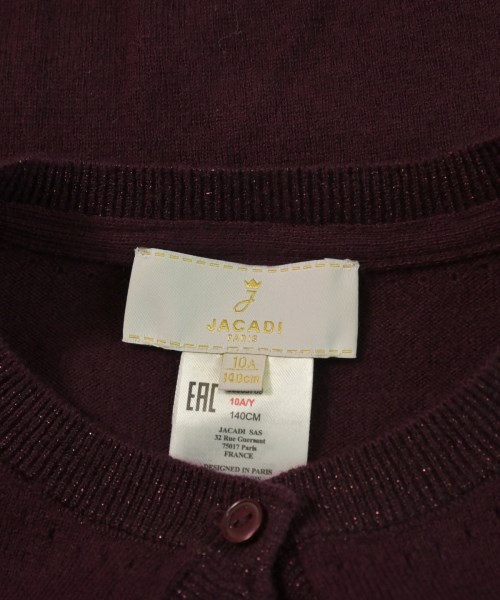 J
JACADI
PARIS
10A
140cm
EAC
10A/Y
140CM
JACADI SAS
32 Rue Guersant
75017 Paris
FRANCE
DESIGNED IN PARIS